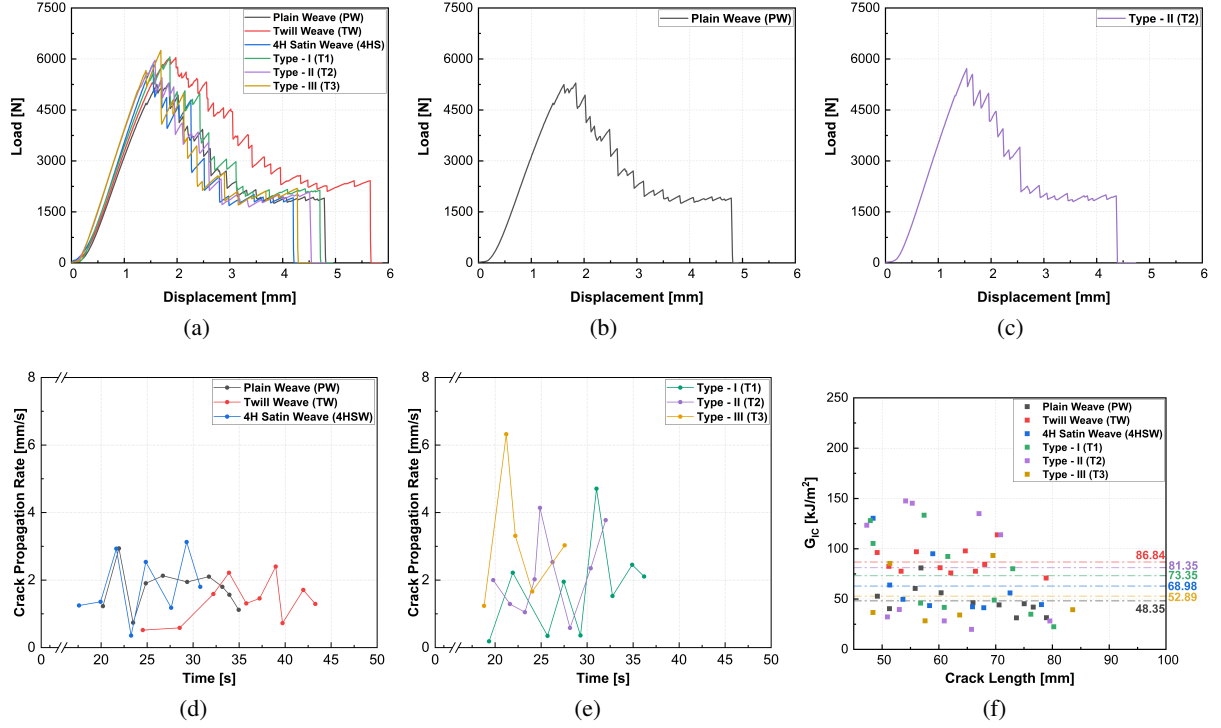 Plain Weave (PW)
Twill Weave (TW)
4H Satin Weave (4HS)
Type - I (T1)
Type - II (T2)
Type - III (T3)
7500
6000
4500
3000
1500
0
Load [N]
0 1 2 3 4 5 6
Displacement [mm]
(a)
Plain Weave (PW)
7500
6000
4500
3000
1500
0
Load [N]
0 1 2 3 4 5 6
Displacement [mm]
(b)
Type - II (T2)
7500
6000
4500
3000
1500
0
Load [N]
0 1 2 3 4 5 6
Displacement [mm]
(c)
Plain Weave (PW)
Twill Weave (TW)
4H Satin Weave (4HSW)
8
6
4
2
0
Crack Propagation Rate [mm/s]
0 20 25 30 35 40 45 50
Time [s]
(d)
Type - I (T1)
Type - II (T2)
Type - III (T3)
8
6
4
2
0
Crack Propagation Rate [mm/s]
0 20 25 30 35 40 45 50
Time [s]
(e)
Plain Weave (PW)
Twill Weave (TW)
4H Satin Weave (4HSW)
Type - I (T1)
Type - II (T2)
Type - III (T3)
250
200
150
100
50
0
G_IC [kJ/m²]
86.84
81.35
73.35
68.98
52.89
48.35
50 60 70 80 90 100
Crack Length [mm]
(f)